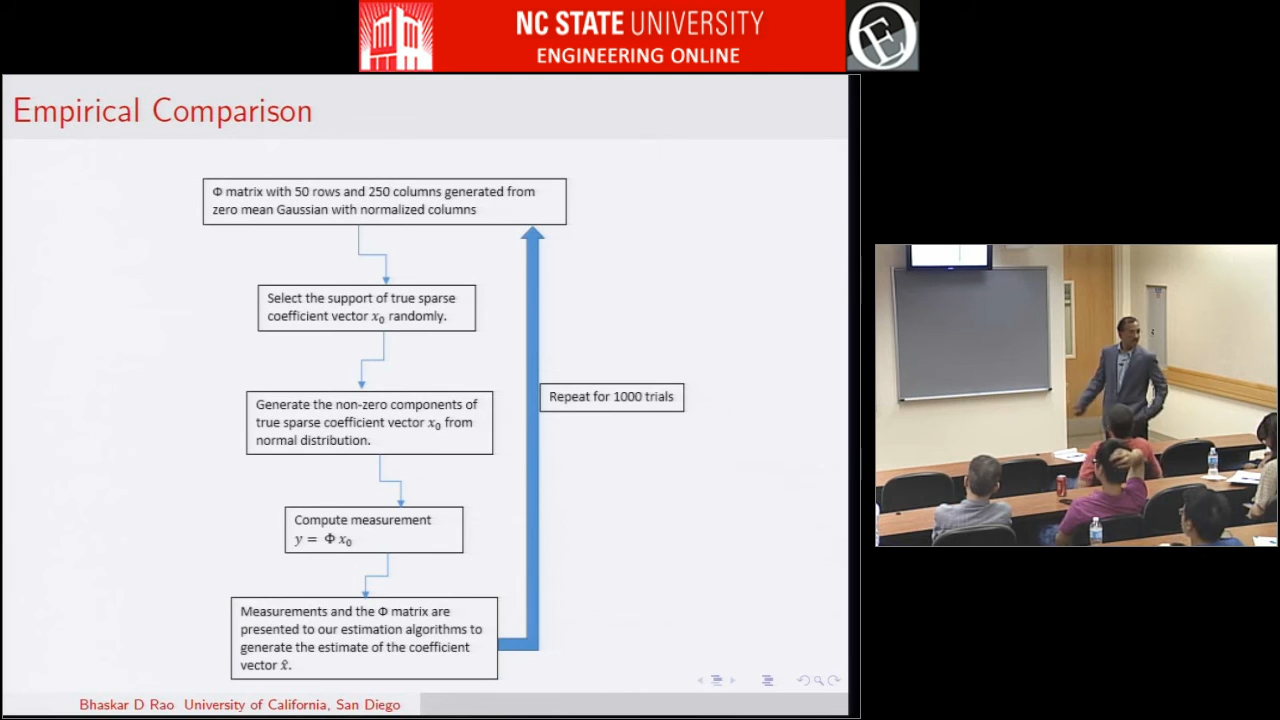 NC STATE UNIVERSITY
ENGINEERING ONLINE
Empirical Comparison
Φ matrix with 50 rows and 250 columns generated from
zero mean Gaussian with normalized columns
Select the support of true sparse
coefficient vector x₀ randomly.
Generate the non-zero components of
true sparse coefficient vector x₀ from
normal distribution.
Repeat for 1000 trials
Compute measurement
y = Φ x₀
Measurements and the Φ matrix are
presented to our estimation algorithms to
generate the estimate of the coefficient
vector x̂.
Bhaskar D Rao University of California, San Diego